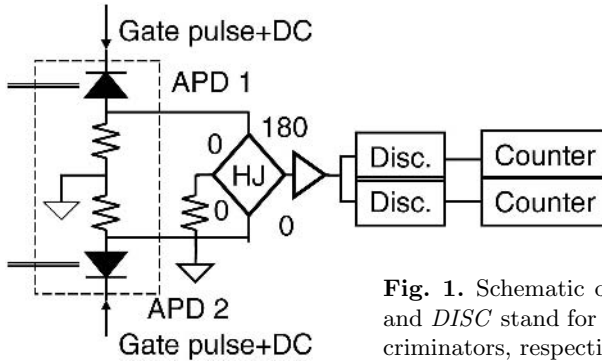 Gate pulse+DC
APD 1
180
0
HJ
0
0
Disc.
Counter
Disc.
Counter
APD 2
Gate pulse+DC
Fig. 1. Schematic
and DISC stand for
criminators,